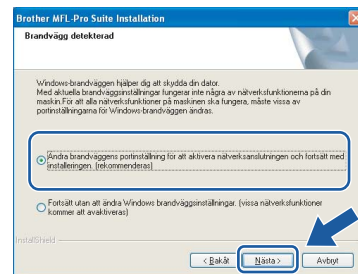 Brother MFL-Pro Suite Installation
Brandvägg detekterad
Windows-brandväggen hjälper dig att skydda din dator.
Med aktuella brandväggsinställningar fungerar inte några av nätverksfunktionerna på din
maskin.För att alla nätverksfunktioner på maskinen ska fungera, måste vissa av
portinställningarna för Windows-brandväggen ändras.
Ändra brandväggens portinställning för att aktivera nätverksanslutningen och fortsätt med
installeringen. (rekommenderas)
Fortsätt utan att ändra Windows brandväggsinställningar. (vissa nätverksfunktioner
kommer att avaktiveras)
InstallShield
< Bakåt
Nästa >
Avbryt